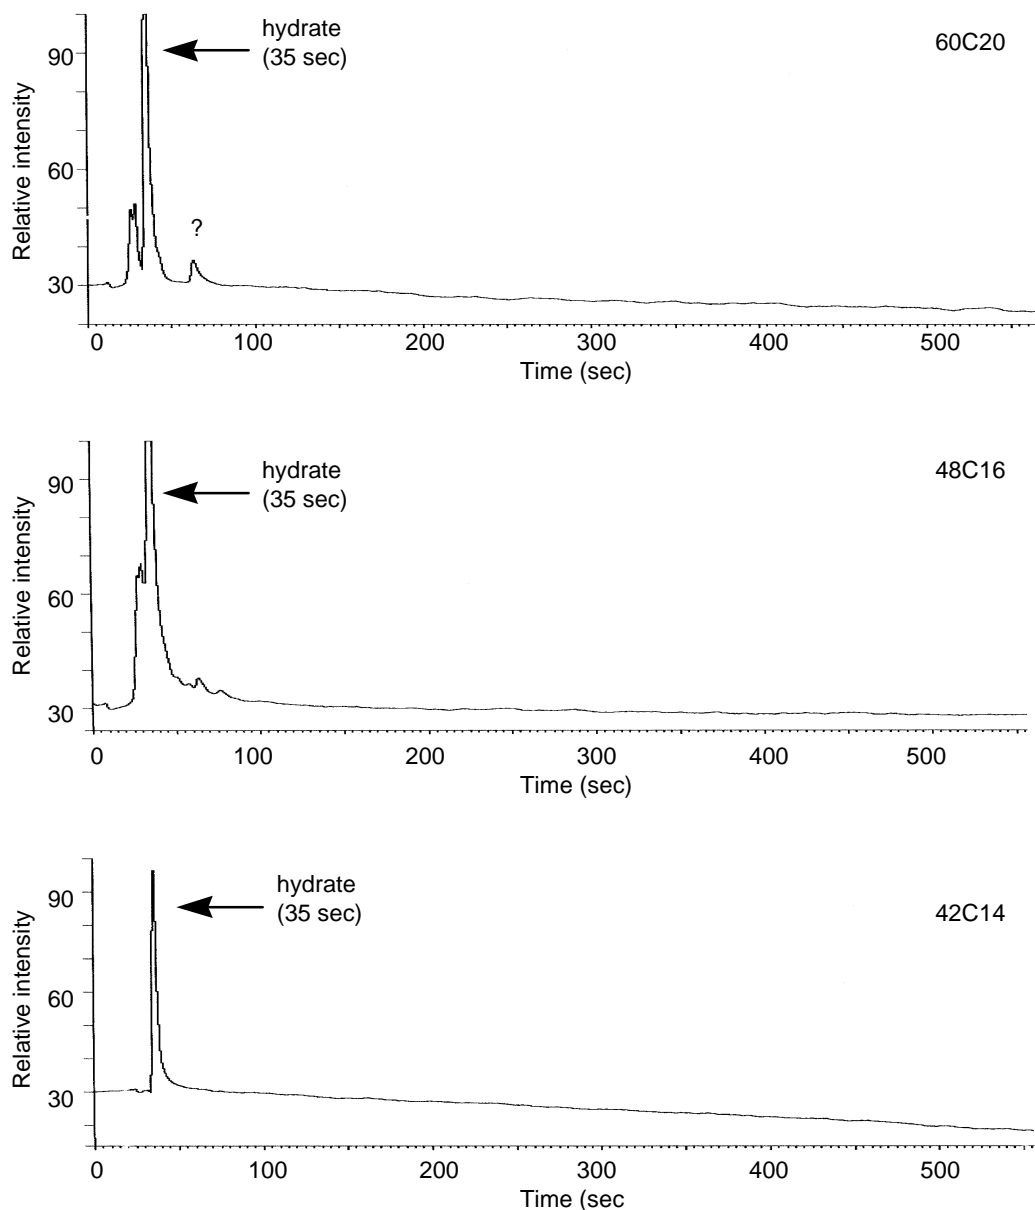 hydrate
(35 sec)
60C20
90
60
30
?
Relative intensity
0 100 200 300 400 500
Time (sec)
hydrate
(35 sec)
48C16
90
60
30
Relative intensity
0 100 200 300 400 500
Time (sec)
hydrate
(35 sec)
42C14
90
60
30
Relative intensity
0 100 200 300 400 500
Time (sec